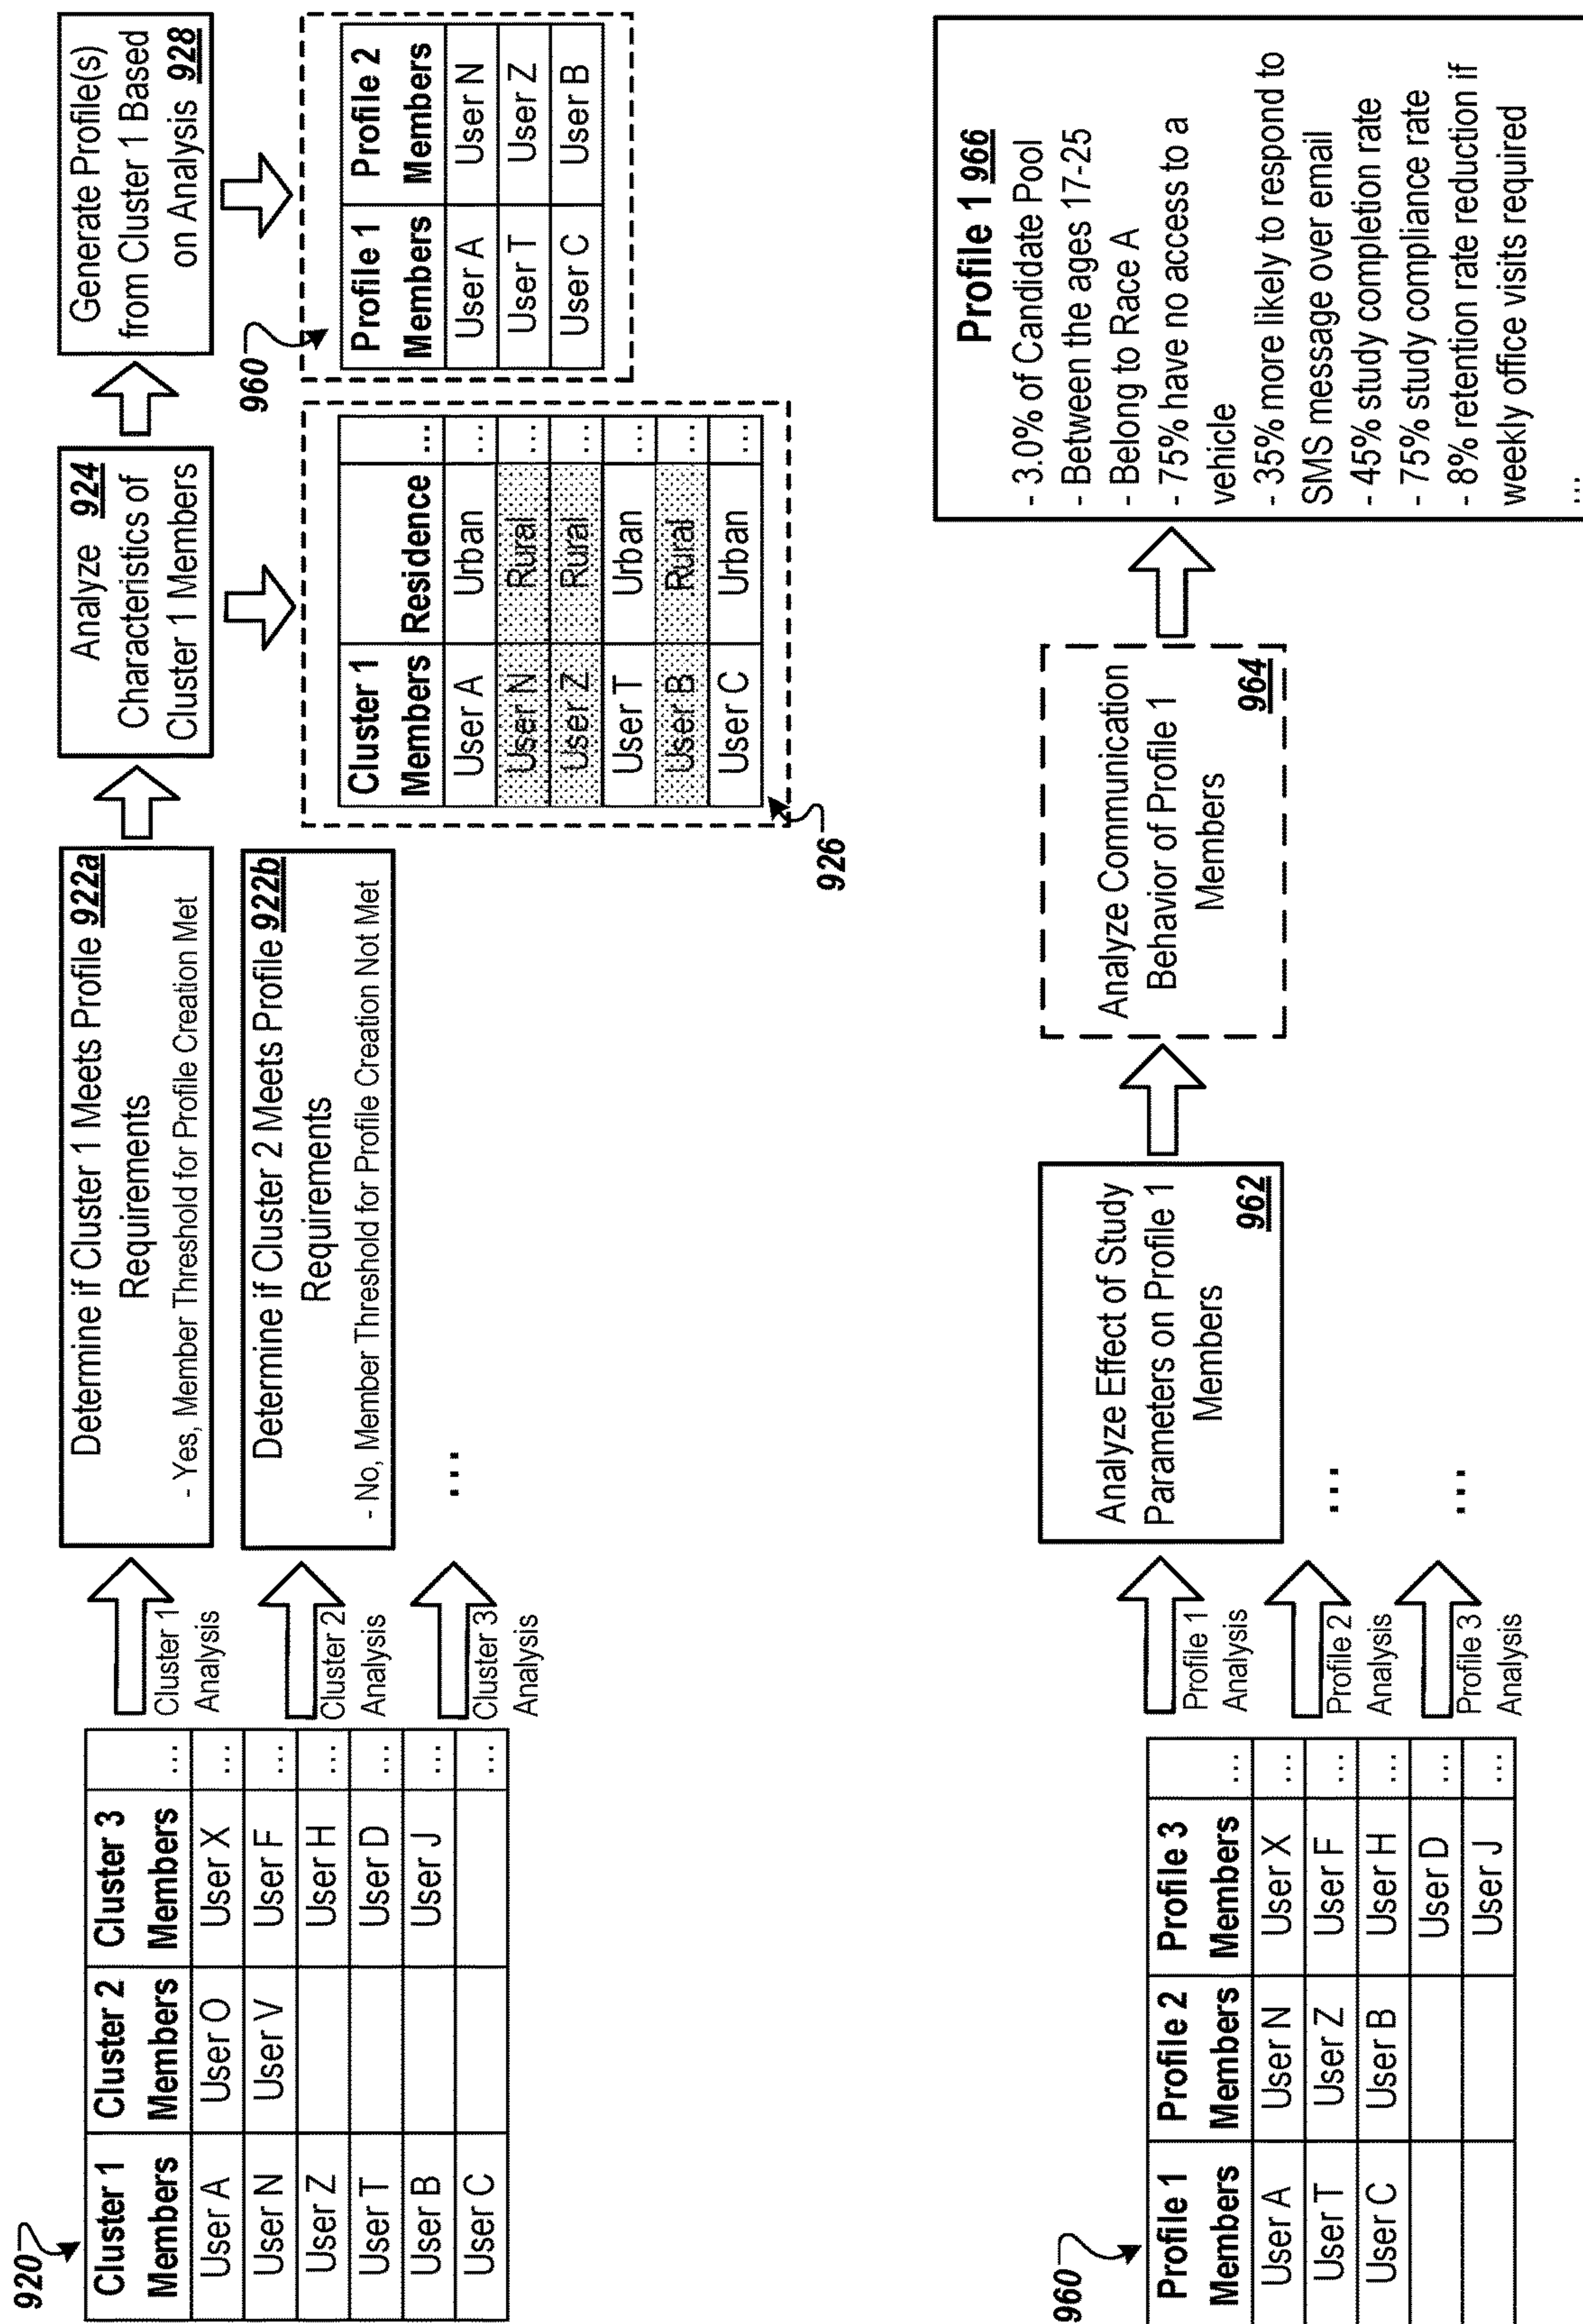 920
Cluster 1 Members | Cluster 2 Members | Cluster 3 Members | ...
User A | User O | User X | ...
User N | User V | User F | ...
User Z | | User H | ...
User T | | User D | ...
User B | | User J | ...
User C | | | ...
Cluster 1
Analysis
Cluster 2
Analysis
Cluster 3
Analysis
Determine if Cluster 1 Meets Profile 922a
Requirements
- Yes, Member Threshold for Profile Creation Met
Determine if Cluster 2 Meets Profile 922b
Requirements
- No, Member Threshold for Profile Creation Not Met
...
Analyze 924
Characteristics of
Cluster 1 Members
926
Cluster 1 Members | Residence | ...
User A | Urban | ...
User N | Rural | ...
User Z | Rural | ...
User T | Urban | ...
User B | Rural | ...
User C | Urban | ...
Generate Profile(s)
from Cluster 1 Based
on Analysis 928
960
Profile 1 Members | Profile 2 Members
User A | User N
User T | User Z
User C | User B
960
Profile 1 Members | Profile 2 Members | Profile 3 Members | ...
User A | User N | User X | ...
User T | User Z | User F | ...
User C | User B | User H | ...
| | User D | ...
| | User J | ...
Profile 1
Analysis
Profile 2
Analysis
Profile 3
Analysis
Analyze Effect of Study
Parameters on Profile 1
Members
962
...
...
Analyze Communication
Behavior of Profile 1
Members
964
Profile 1 966
- 3.0% of Candidate Pool
- Between the ages 17-25
- Belong to Race A
- 75% have no access to a
vehicle
- 35% more likely to respond to
SMS message over email
- 45% study completion rate
- 75% study compliance rate
- 8% retention rate reduction if
weekly office visits required
...